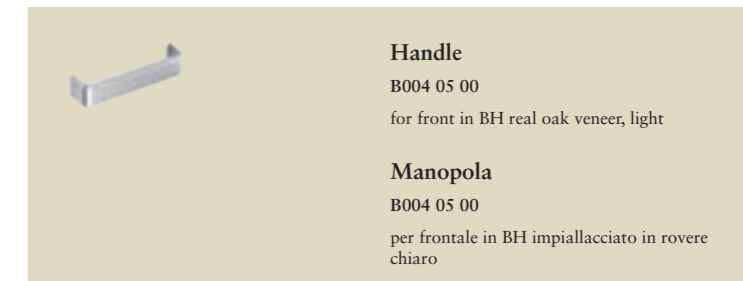 Handle
B004 05 00
for front in BH real oak veneer, light
Manopola
B004 05 00
per frontale in BH impiallacciato in rovere
chiaro